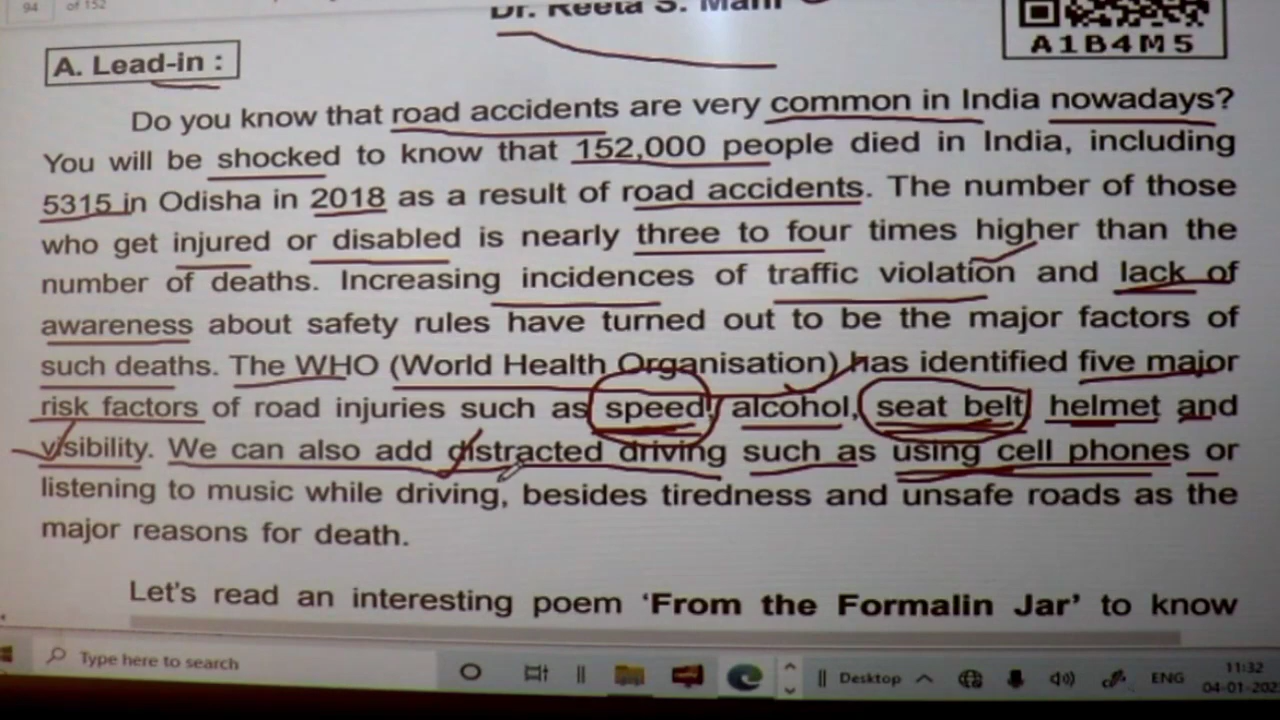 94 of 152
Dr. Reeta S. Mani
A1B4M5
A. Lead-in :
Do you know that road accidents are very common in India nowadays?
You will be shocked to know that 152,000 people died in India, including
5315 in Odisha in 2018 as a result of road accidents. The number of those
who get injured or disabled is nearly three to four times higher than the
number of deaths. Increasing incidences of traffic violation and lack of
awareness about safety rules have turned out to be the major factors of
such deaths. The WHO (World Health Organisation) has identified five major
risk factors of road injuries such as speed, alcohol, seat belt, helmet and
visibility. We can also add distracted driving such as using cell phones or
listening to music while driving, besides tiredness and unsafe roads as the
major reasons for death.
Let's read an interesting poem 'From the Formalin Jar' to know
Type here to search
Desktop
ENG
11:32
04-01-202